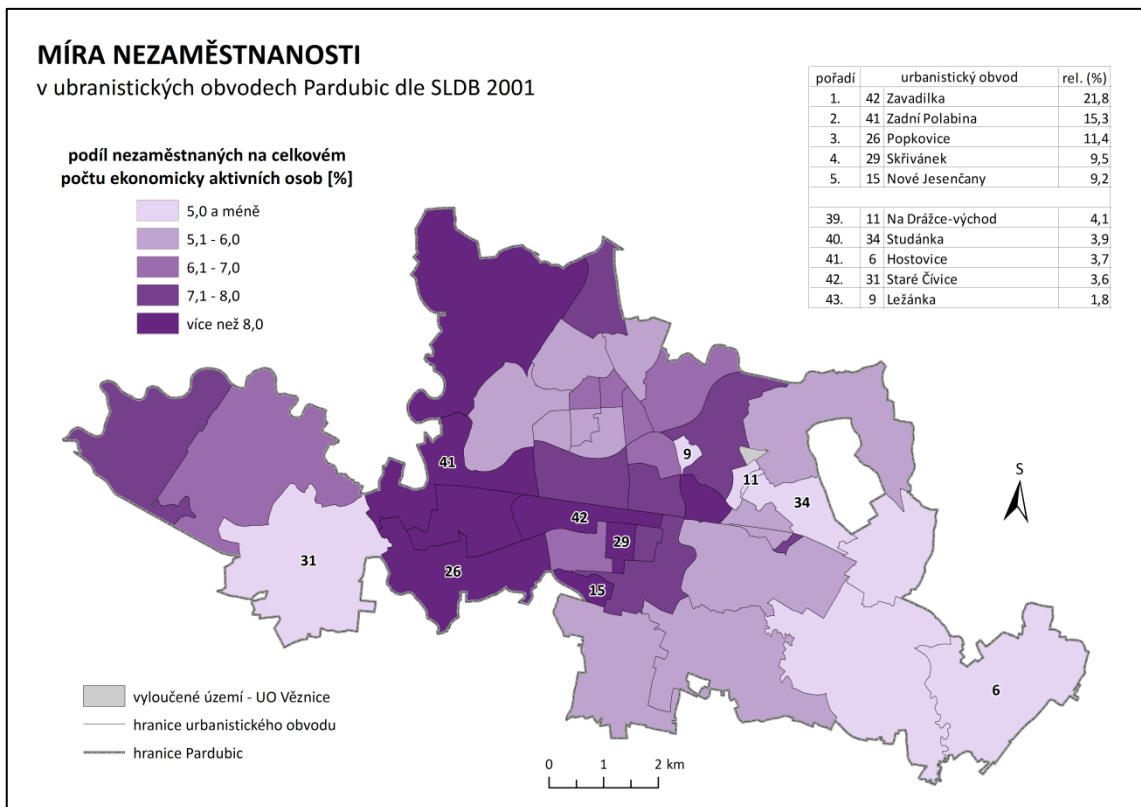 MÍRA NEZAMĚSTNANOSTI
v ubranistických obvodech Pardubic dle SLDB 2001
pořadí urbanistický obvod rel. (%)
1. 42 Zavadilka 21,8
2. 41 Zadní Polabina 15,3
3. 26 Popkovice 11,4
4. 29 Skřivánek 9,5
5. 15 Nové Jesenčany 9,2
39. 11 Na Drážce-východ 4,1
40. 34 Studánka 3,9
41. 6 Hostovice 3,7
42. 31 Staré Čívice 3,6
43. 9 Ležánka 1,8
podíl nezaměstnaných na celkovém
počtu ekonomicky aktivních osob [%]
5,0 a méně
5,1 - 6,0
6,1 - 7,0
7,1 - 8,0
více než 8,0
41
9
11
34
42
29
31
26
15
6
S
vyloučené území - UO Věznice
hranice urbanistického obvodu
hranice Pardubic
0 1 2 km